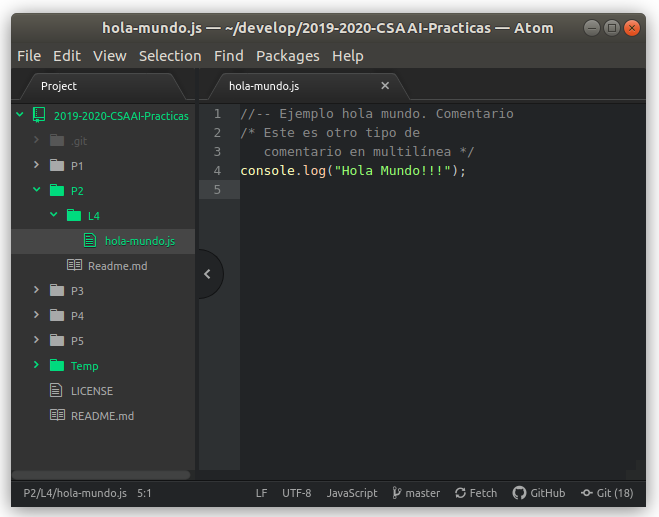 hola-mundo.js — ~/develop/2019-2020-CSAAI-Practicas — Atom
File Edit View Selection Find Packages Help
Project
hola-mundo.js
2019-2020-CSAAI-Practicas
.git
P1
P2
L4
hola-mundo.js
Readme.md
P3
P4
P5
Temp
LICENSE
README.md
1 //-- Ejemplo hola mundo. Comentario
2 /* Este es otro tipo de
3 comentario en multilínea */
4 console.log("Hola Mundo!!!");
5
P2/L4/hola-mundo.js 5:1 LF UTF-8 JavaScript master Fetch GitHub Git (18)